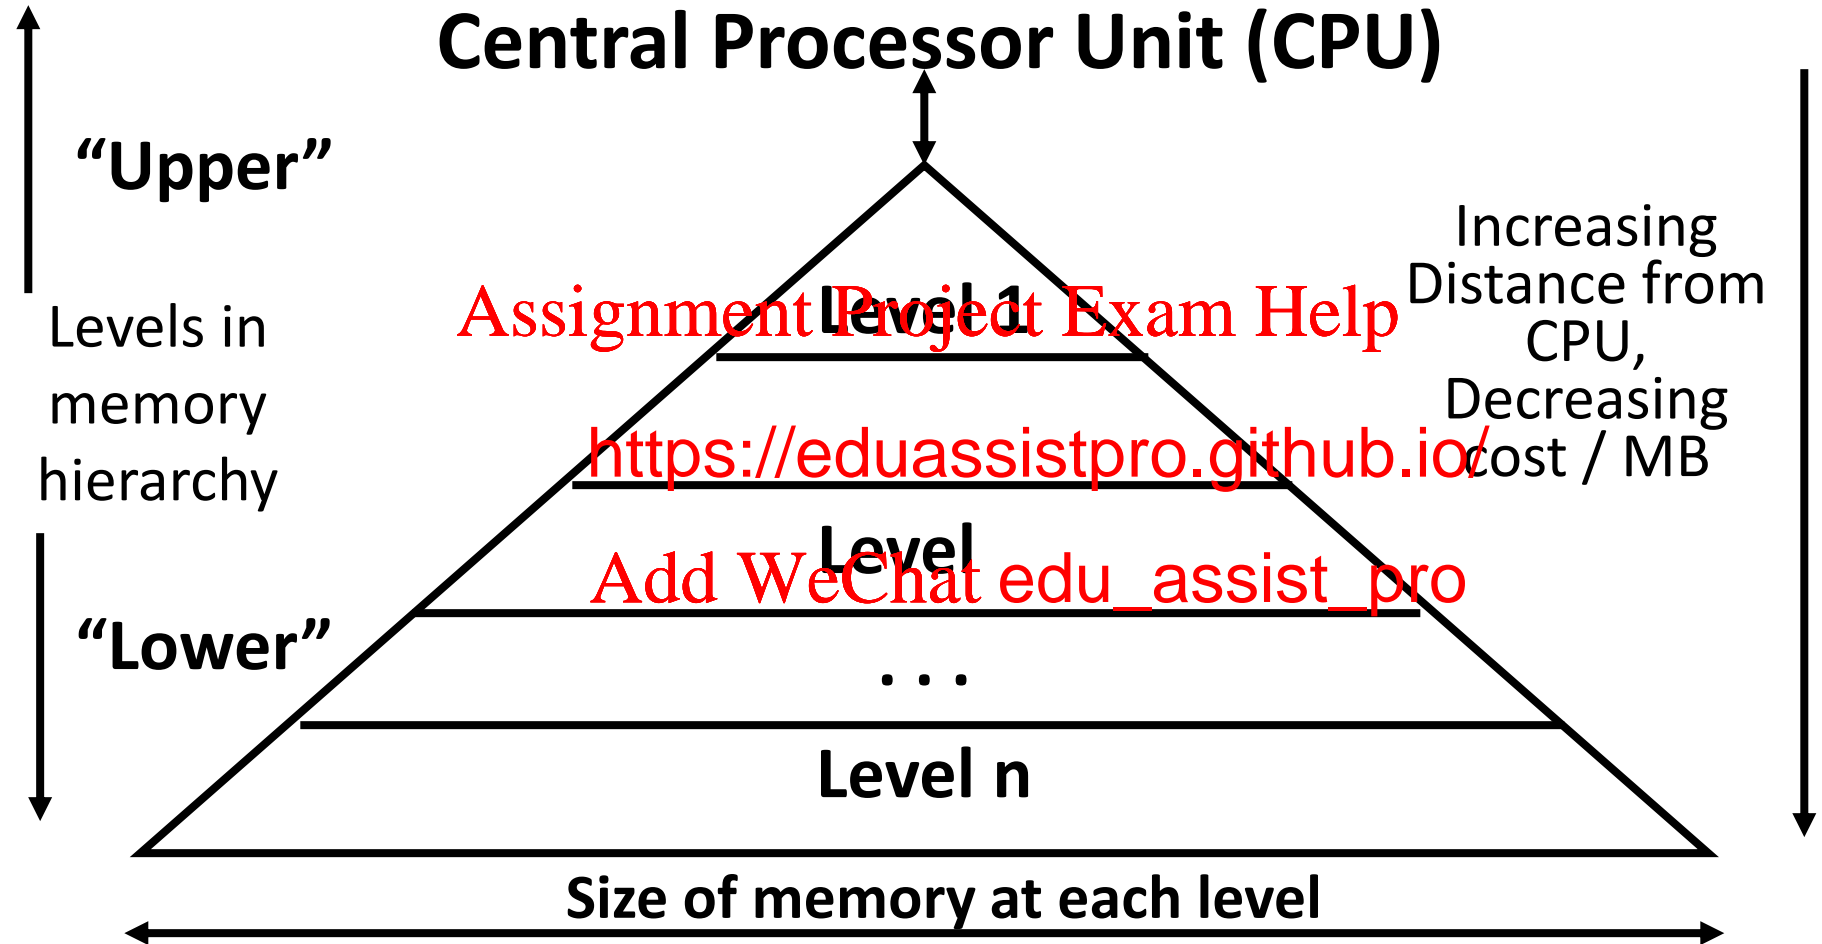 Central Processor Unit (CPU)
“Upper”
Levels in
memory
hierarchy
“Lower”
Increasing
Distance from
CPU,
Decreasing
cost / MB
Level 1
Assignment Project Exam Help
https://eduassistpro.github.io/
Level
Add WeChat edu_assist_pro
. . .
Level n
Size of memory at each level